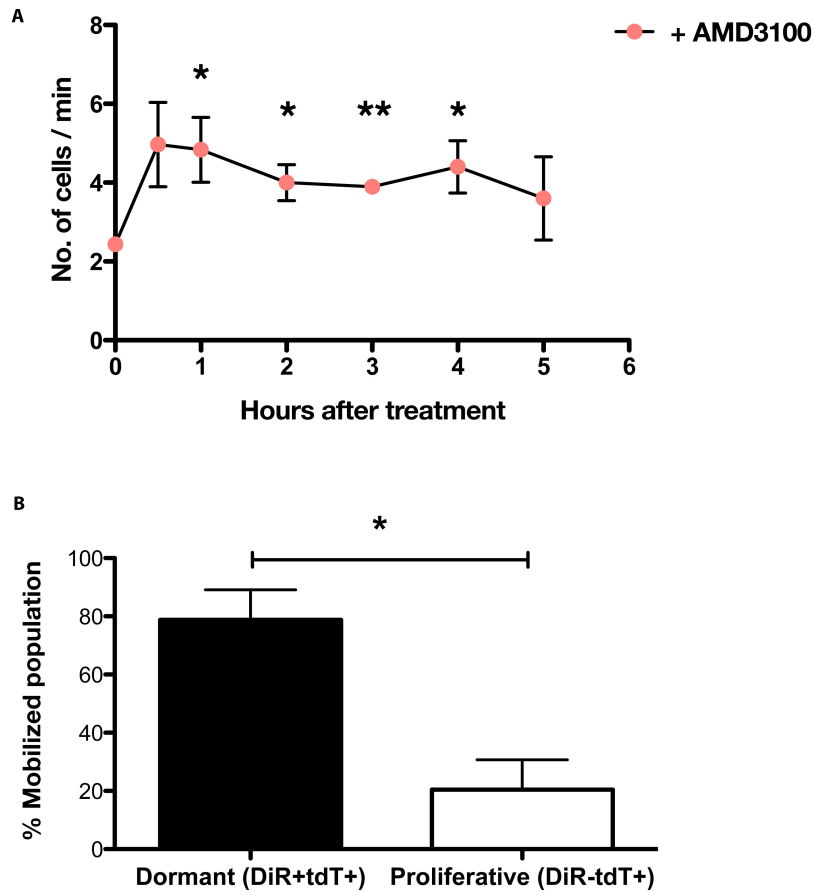 A
+ AMD3100
No. of cells / min
8
6
4
2
0
* * ** *
0 1 2 3 4 5 6
Hours after treatment
B
*
% Mobilized population
100
80
60
40
20
0
Dormant (DiR+tdT+) Proliferative (DiR-tdT+)